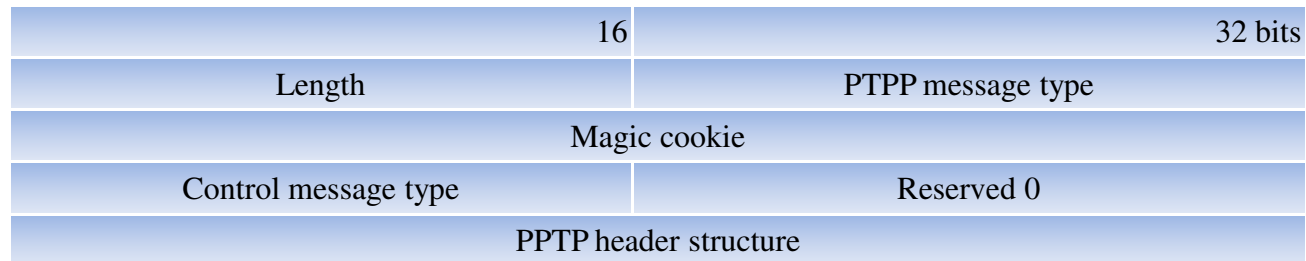 16 32 bits
Length PTPP message type
Magic cookie
Control message type Reserved 0
PPTP header structure